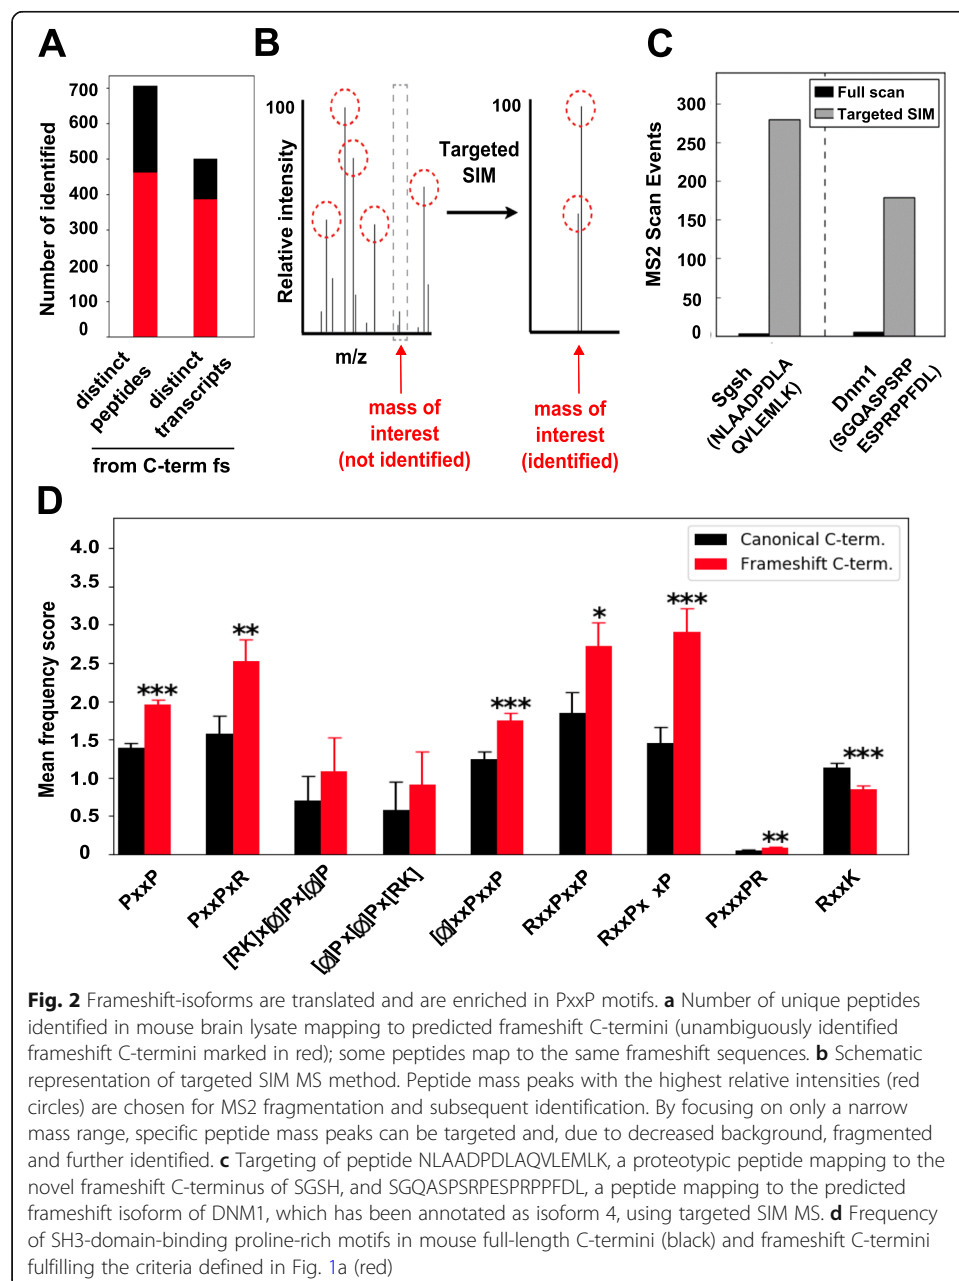 A
700
600
500
400
300
200
100
0
Number of identified
distinct
peptides
distinct
transcripts
from C-term fs
B
100
Relative intensity
m/z
Targeted
SIM
100
mass of
interest
(not identified)
mass of
interest
(identified)
C
Full scan
Targeted SIM
300
250
200
150
100
50
0
MS2 Scan Events
Sgsh
(NLAADPDLA
QVLEMLK)
Dnm1
(SGQASPSRP
ESPRPPFDL)
D
Canonical C-term.
Frameshift C-term.
4.0
3.5
3.0
2.5
2.0
1.5
1.0
0.5
0
Mean frequency score
***
**
***
*
***
**
***
PxxP
PxxPxR
[RK]x[∅]Px[∅]P
[∅]Px[∅]Px[RK]
[∅]xxPxxP
RxxPxxP
RxxPx xP
PxxxPR
RxxK
Fig. 2 Frameshift-isoforms are translated and are enriched in PxxP motifs. a Number of unique peptides
identified in mouse brain lysate mapping to predicted frameshift C-termini (unambiguously identified
frameshift C-termini marked in red); some peptides map to the same frameshift sequences. b Schematic
representation of targeted SIM MS method. Peptide mass peaks with the highest relative intensities (red
circles) are chosen for MS2 fragmentation and subsequent identification. By focusing on only a narrow
mass range, specific peptide mass peaks can be targeted and, due to decreased background, fragmented
and further identified. c Targeting of peptide NLAADPDLAQVLEMLK, a proteotypic peptide mapping to the
novel frameshift C-terminus of SGSH, and SGQASPSRPESPRPPFDL, a peptide mapping to the predicted
frameshift isoform of DNM1, which has been annotated as isoform 4, using targeted SIM MS. d Frequency
of SH3-domain-binding proline-rich motifs in mouse full-length C-termini (black) and frameshift C-termini
fulfilling the criteria defined in Fig. 1a (red)